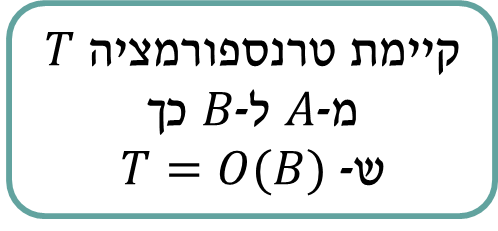 קיימת טרנספורמציה T
מ-A ל-B כך
ש- T = O(B)